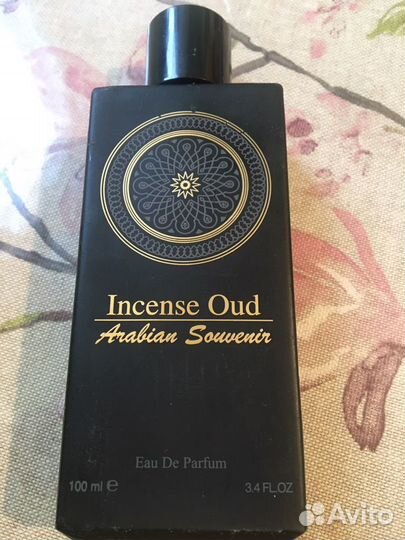 Incense Oud
Arabian Souvenir
Eau De Parfum
100 ml ℮ 3.4 FL.OZ
Avito